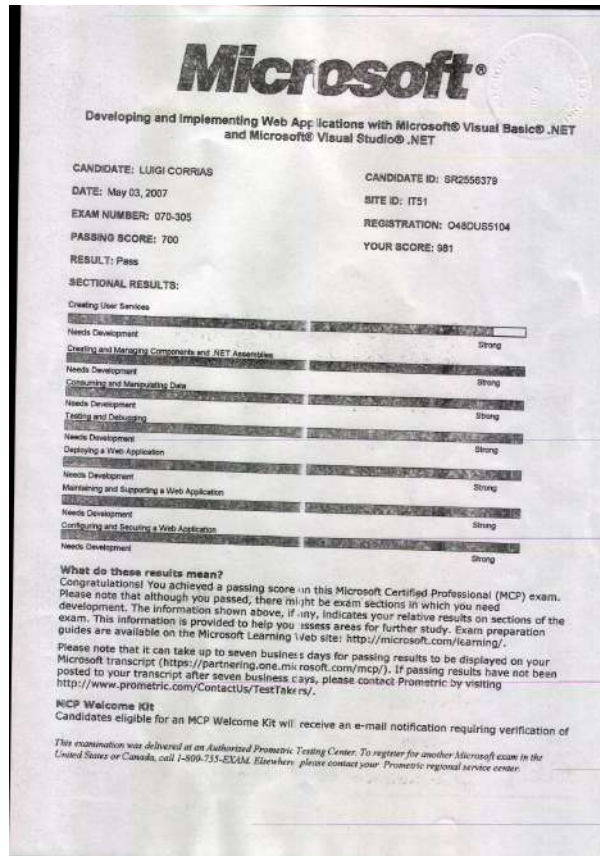 Microsoft®
Developing and Implementing Web Applications with Microsoft® Visual Basic® .NET
and Microsoft® Visual Studio® .NET
CANDIDATE: LUIGI CORRIAS
CANDIDATE ID: SR2556379
DATE: May 03, 2007
SITE ID: IT51
EXAM NUMBER: 070-305
REGISTRATION: O48DUS5104
PASSING SCORE: 700
YOUR SCORE: 981
RESULT: Pass
SECTIONAL RESULTS:
Creating User Services
Needs Development Strong
Creating and Managing Components and .NET Assemblies
Needs Development Strong
Consuming and Manipulating Data
Needs Development Strong
Testing and Debugging
Needs Development Strong
Deploying a Web Application
Needs Development Strong
Maintaining and Supporting a Web Application
Needs Development Strong
Configuring and Securing a Web Application
Needs Development Strong
What do these results mean?
Congratulations! You achieved a passing score on this Microsoft Certified Professional (MCP) exam.
Please note that although you passed, there might be exam sections in which you need
development. The information shown above, if any, indicates your relative results on sections of the
exam. This information is provided to help you assess areas for further study. Exam preparation
guides are available on the Microsoft Learning Web site: http://microsoft.com/learning/.
Please note that it can take up to seven business days for passing results to be displayed on your
Microsoft transcript (https://partnering.one.microsoft.com/mcp/). If passing results have not been
posted to your transcript after seven business days, please contact Prometric by visiting
http://www.prometric.com/ContactUs/TestTakers/.
MCP Welcome Kit
Candidates eligible for an MCP Welcome Kit will receive an e-mail notification requiring verification of
This examination was delivered at an Authorized Prometric Testing Center. To register for another Microsoft exam in the
United States or Canada, call 1-800-755-EXAM. Elsewhere please contact your Prometric regional service center.